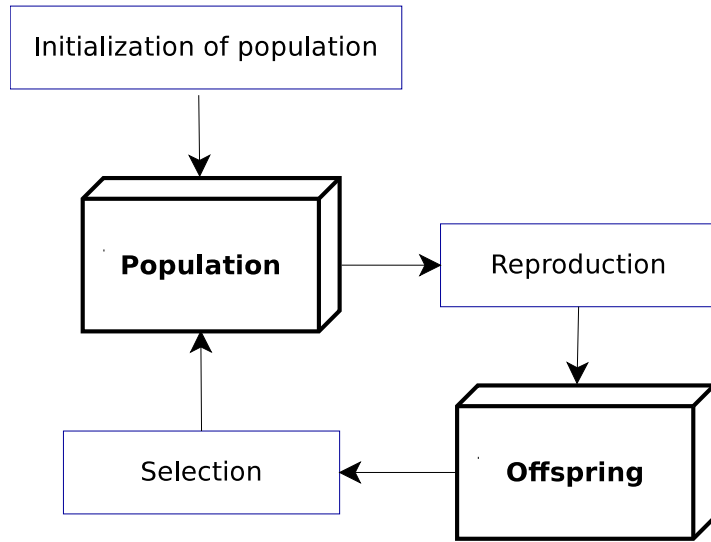 Initialization of population
Population
Reproduction
Selection
Offspring